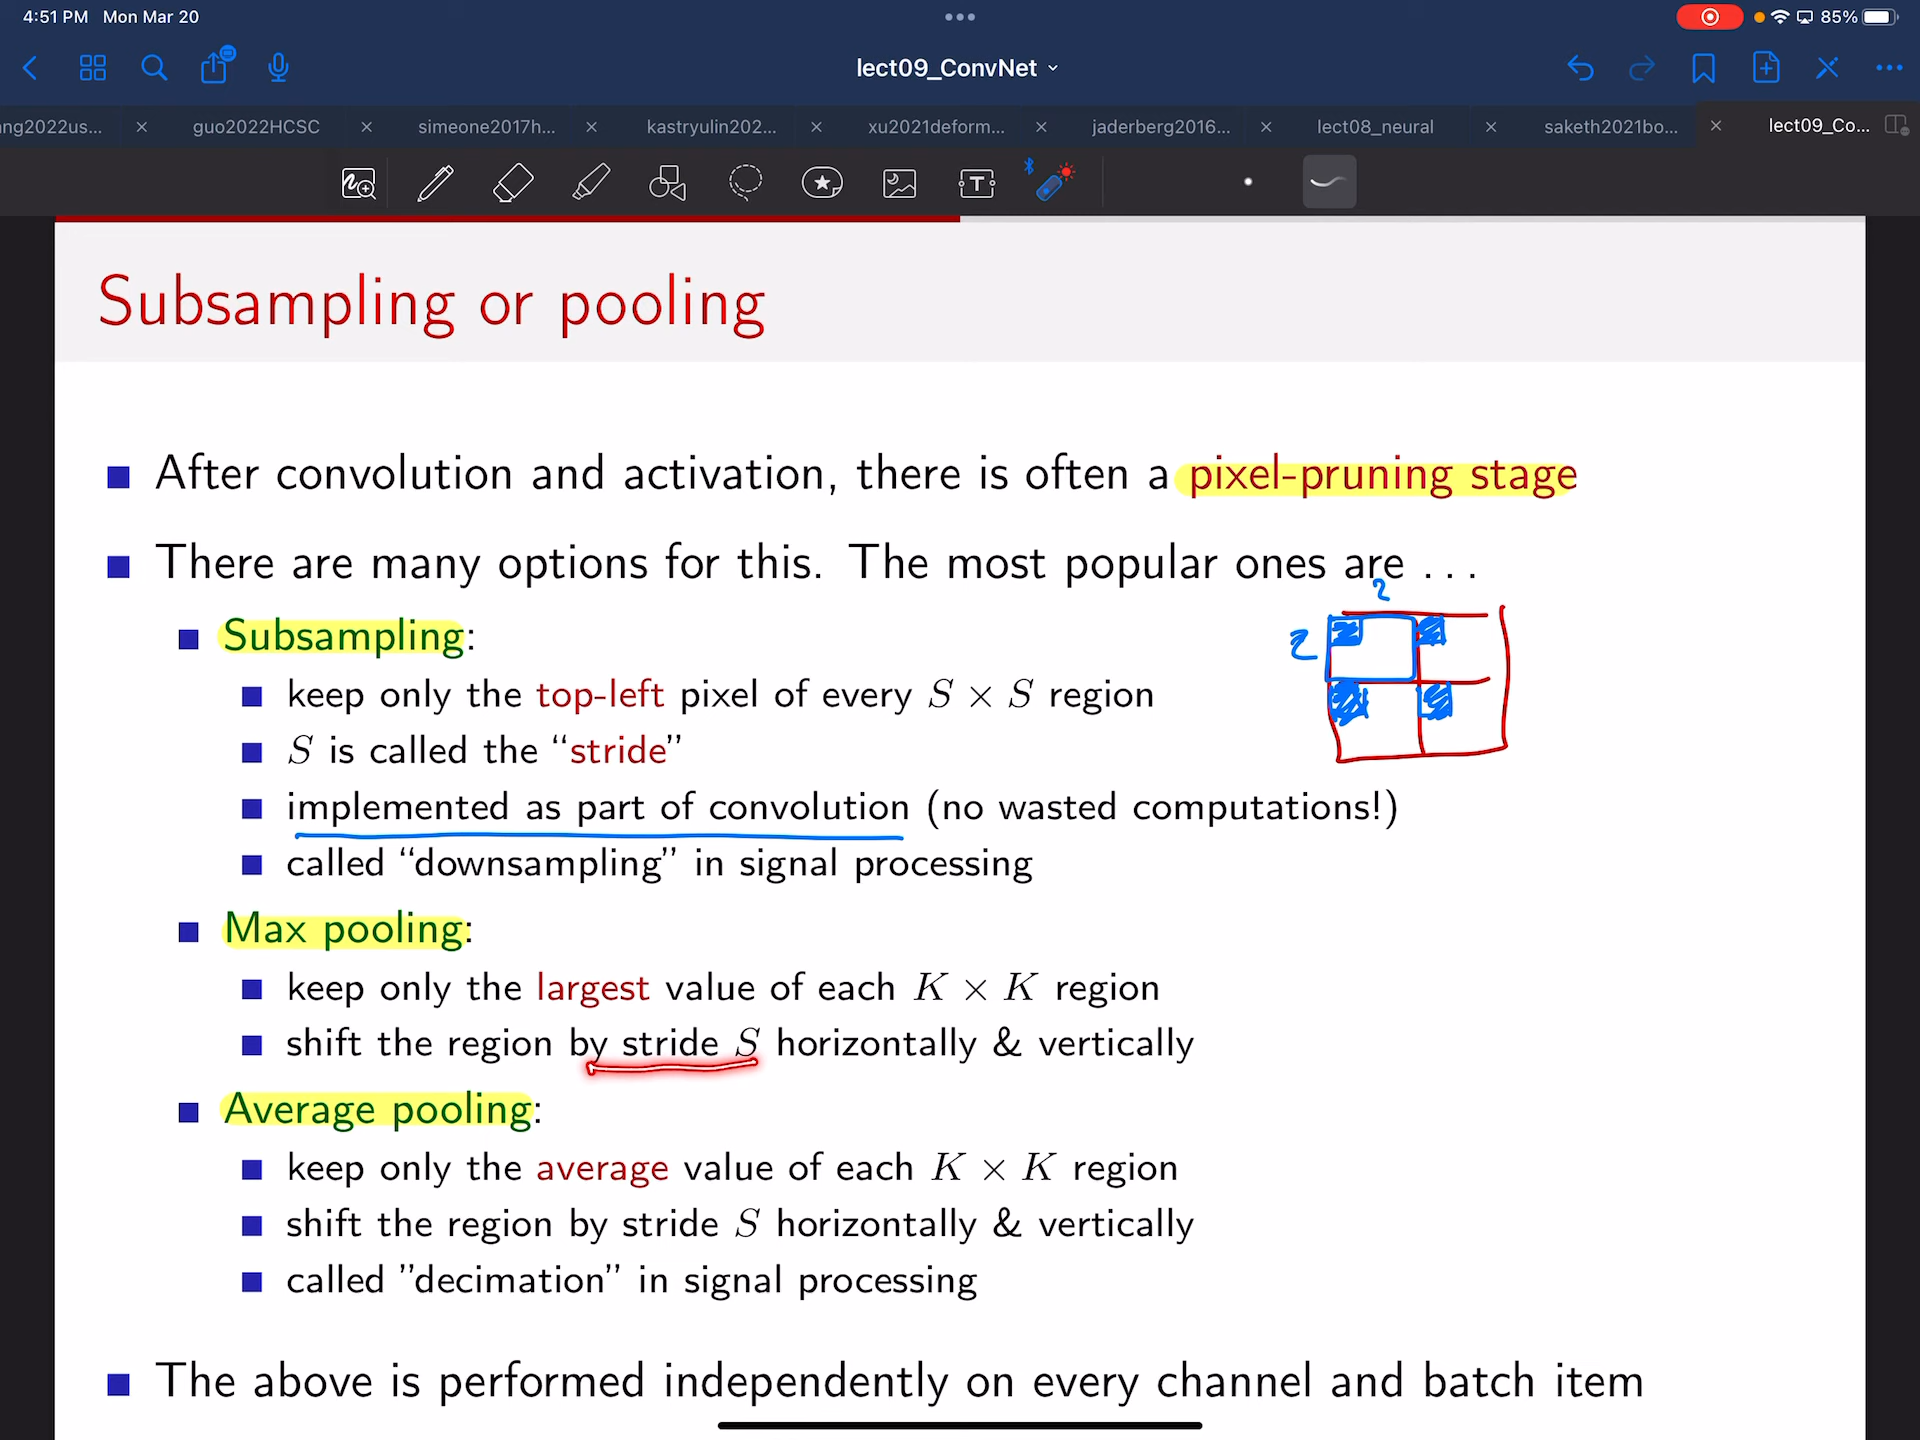 4:51 PM Mon Mar 20
85%
lect09_ConvNet
ang2022us...
guo2022HCSC
simeone2017h...
kastryulin202...
xu2021deform...
jaderberg2016...
lect08_neural
saketh2021bo...
lect09_Co...
T
Subsampling or pooling
After convolution and activation, there is often a pixel-pruning stage
There are many options for this. The most popular ones are ...
2
Subsampling:
2
keep only the top-left pixel of every S × S region
S is called the “stride”
implemented as part of convolution (no wasted computations!)
called “downsampling” in signal processing
Max pooling:
keep only the largest value of each K × K region
shift the region by stride S horizontally & vertically
Average pooling:
keep only the average value of each K × K region
shift the region by stride S horizontally & vertically
called ”decimation” in signal processing
The above is performed independently on every channel and batch item